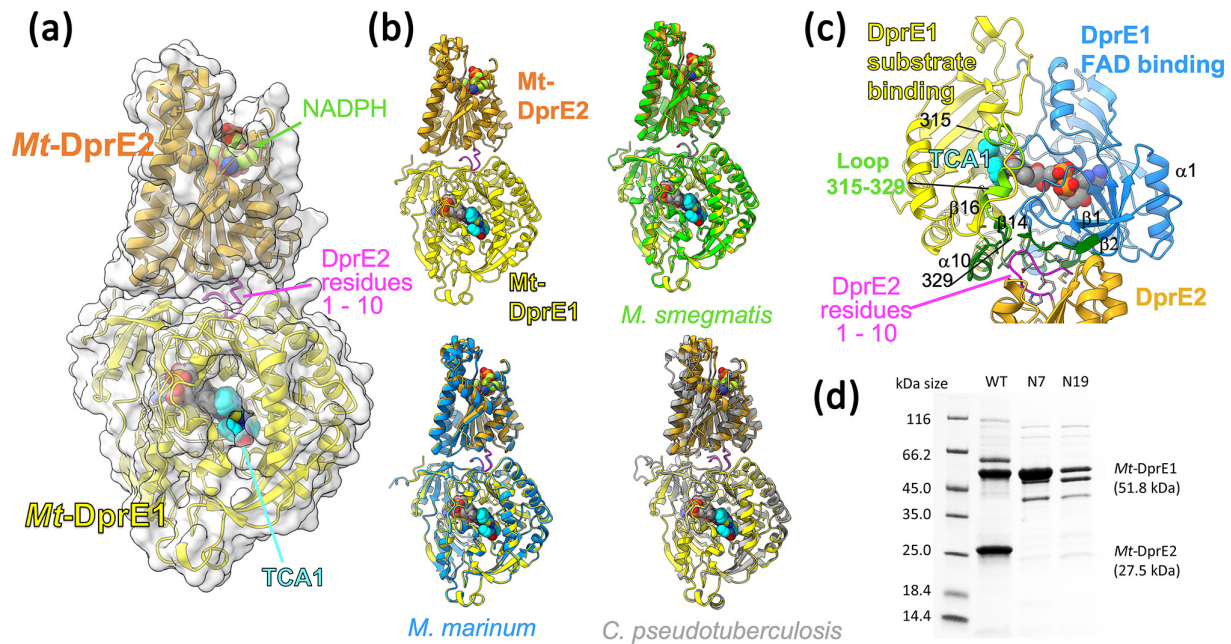 (a)
Mt-DprE2
NADPH
DprE2
residues
1 - 10
Mt-DprE1
TCA1
(b)
Mt-
DprE2
Mt-
DprE1
M. smegmatis
M. marinum
C. pseudotuberculosis
(c)
DprE1
substrate
binding
DprE1
FAD binding
315
TCA1
Loop
315-329
α1
β16
β14
β1
β2
α10
329
DprE2
residues
1 - 10
DprE2
(d)
kDa size WT N7 N19
116
66.2
45.0
35.0
25.0
18.4
14.4
Mt-DprE1
(51.8 kDa)
Mt-DprE2
(27.5 kDa)